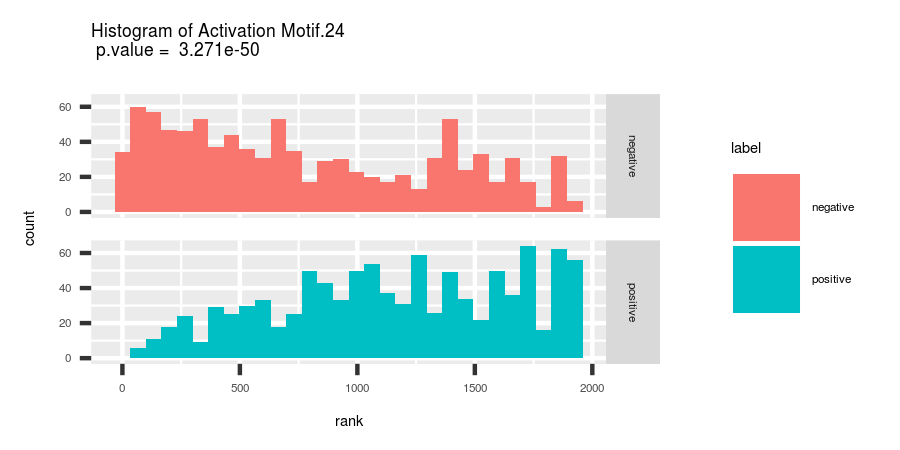 Histogram of Activation Motif.24
p.value = 3.271e-50
count
60
40
20
0
negative
60
40
20
0
positive
0 500 1000 1500 2000
rank
label
negative
positive